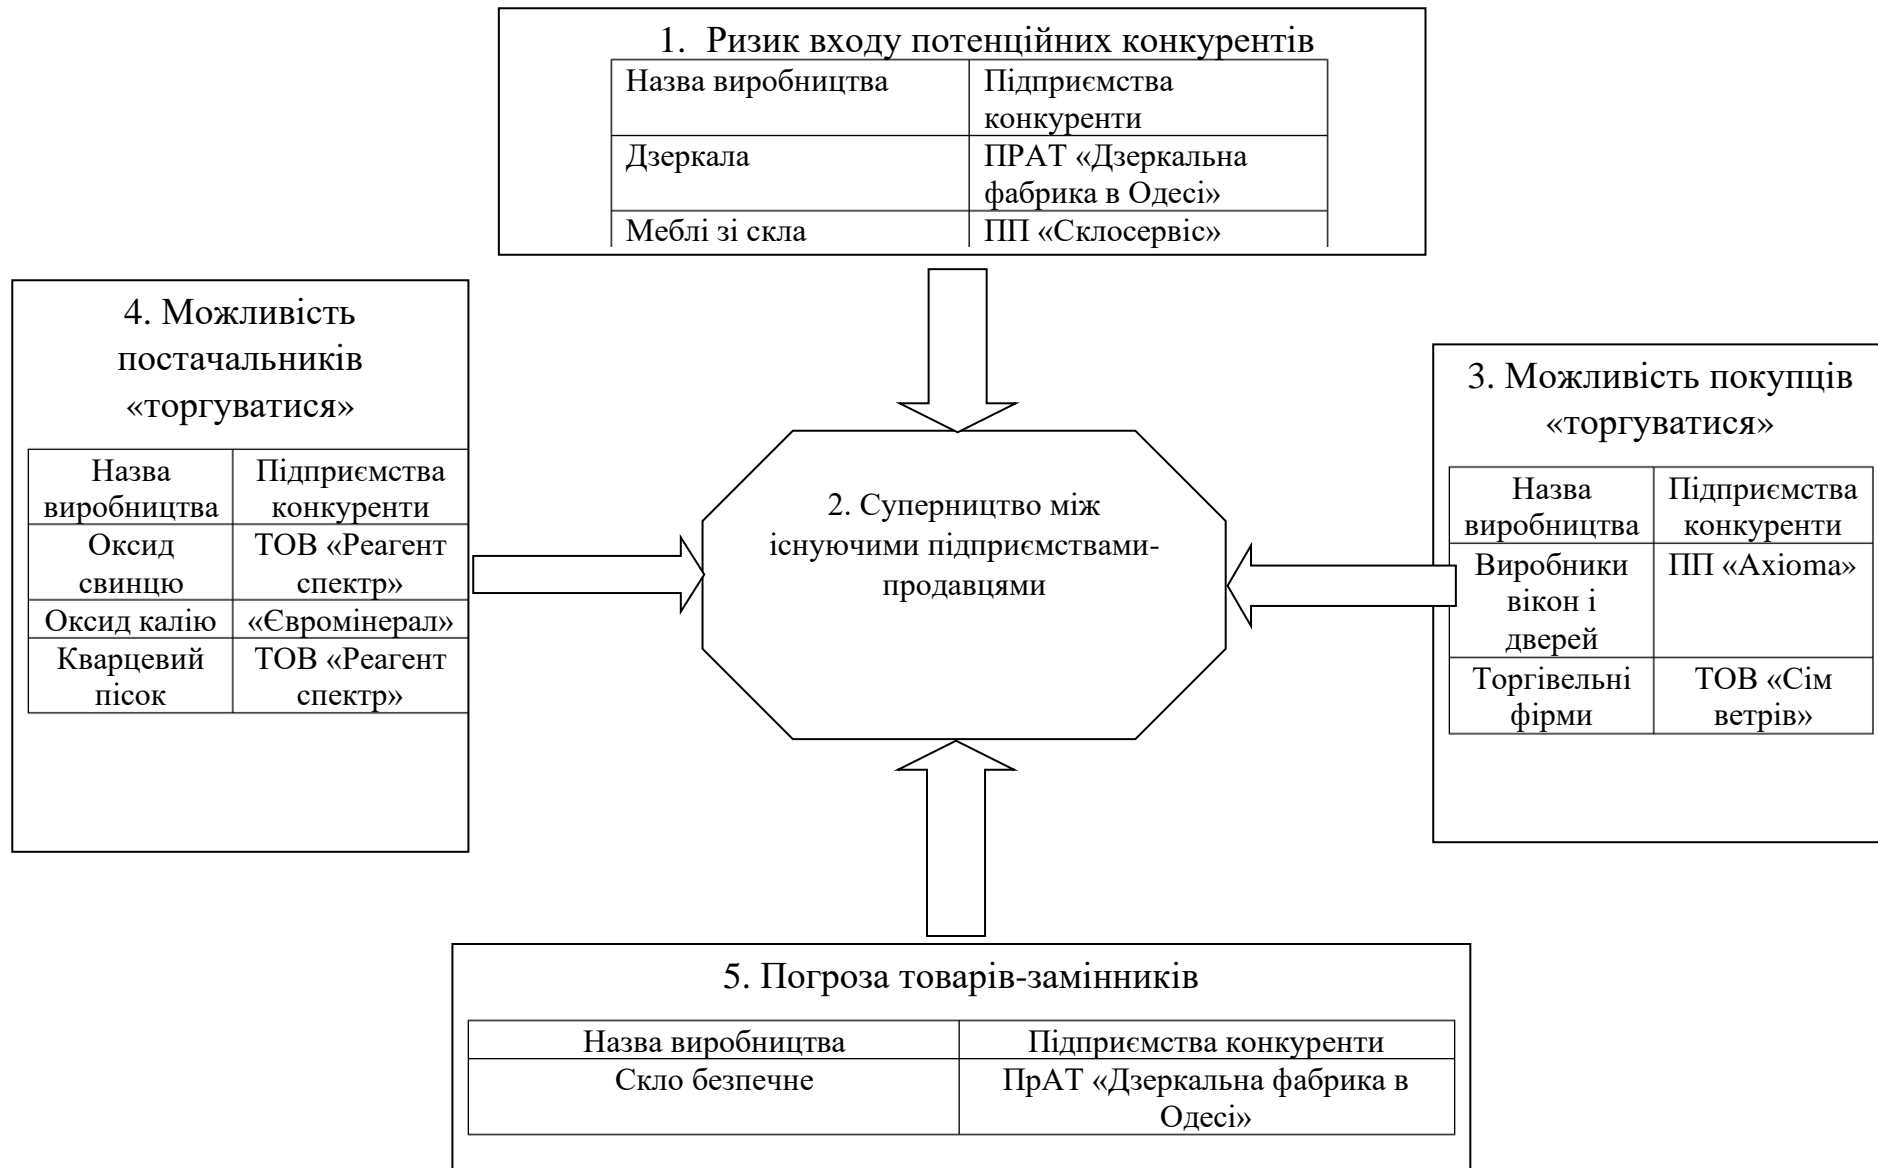 1. Ризик входу потенційних конкурентів
Назва виробництва
Підприємства
конкуренти
Дзеркала
ПРАТ «Дзеркальна
фабрика в Одесі»
Меблі зі скла
ПП «Склосервіс»
4. Можливість
постачальників
«торгуватися»
Назва
виробництва
Підприємства
конкуренти
Оксид
свинцю
ТОВ «Реагент
спектр»
Оксид калію
«Євромінерал»
Кварцевий
пісок
ТОВ «Реагент
спектр»
2. Суперництво між
існуючими підприємствами-
продавцями
3. Можливість покупців
«торгуватися»
Назва
виробництва
Підприємства
конкуренти
Виробники
вікон і
дверей
ПП «Axioma»
Торгівельні
фірми
ТОВ «Сім
ветрів»
5. Погроза товарів-замінників
Назва виробництва
Підприємства конкуренти
Скло безпечне
ПрАТ «Дзеркальна фабрика в
Одесі»